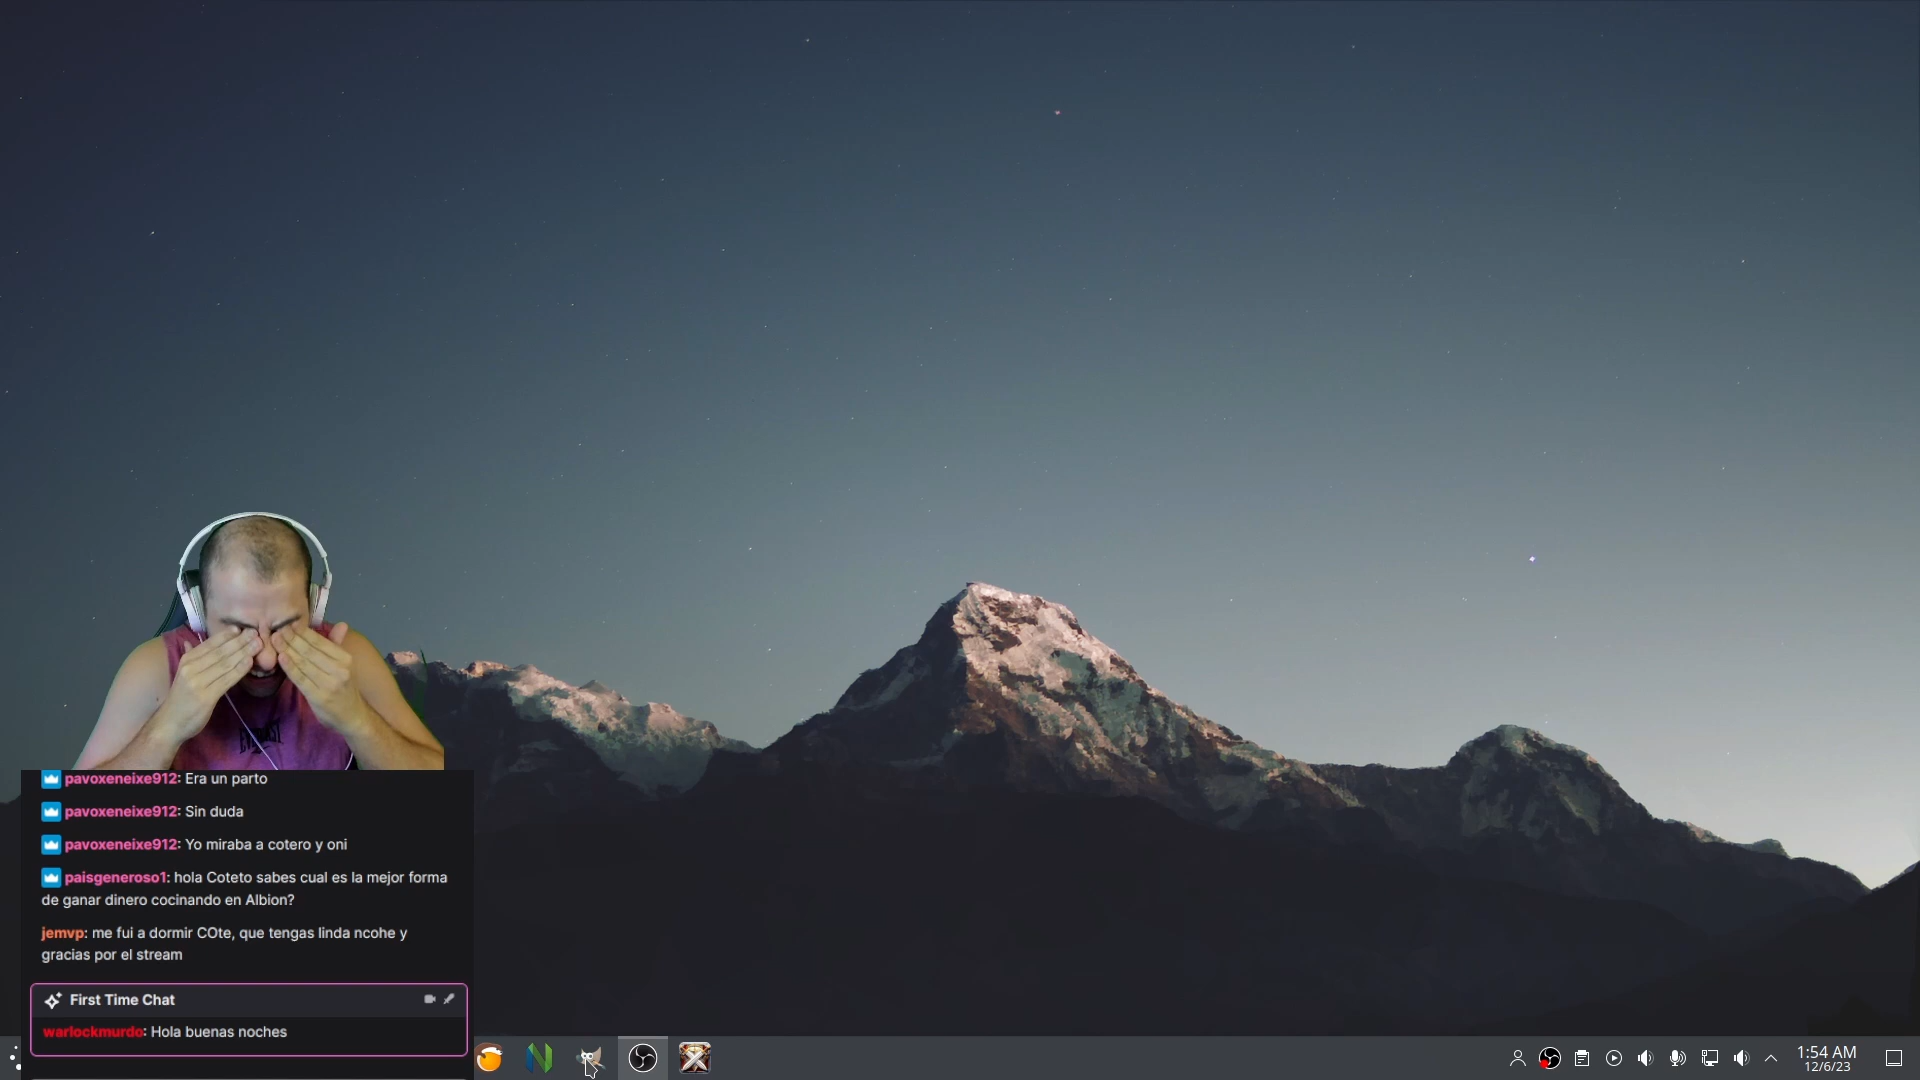 pavoxeneixe912: Era un parto
pavoxeneixe912: Sin duda
pavoxeneixe912: Yo miraba a cotero y oni
paisgeneroso1: hola Coteto sabes cual es la mejor forma
de ganar dinero cocinando en Albion?
jemvp: me fui a dormir COte, que tengas linda ncohe y
gracias por el stream
First Time Chat
warlockmurdo: Hola buenas noches
1:54 AM
12/6/23